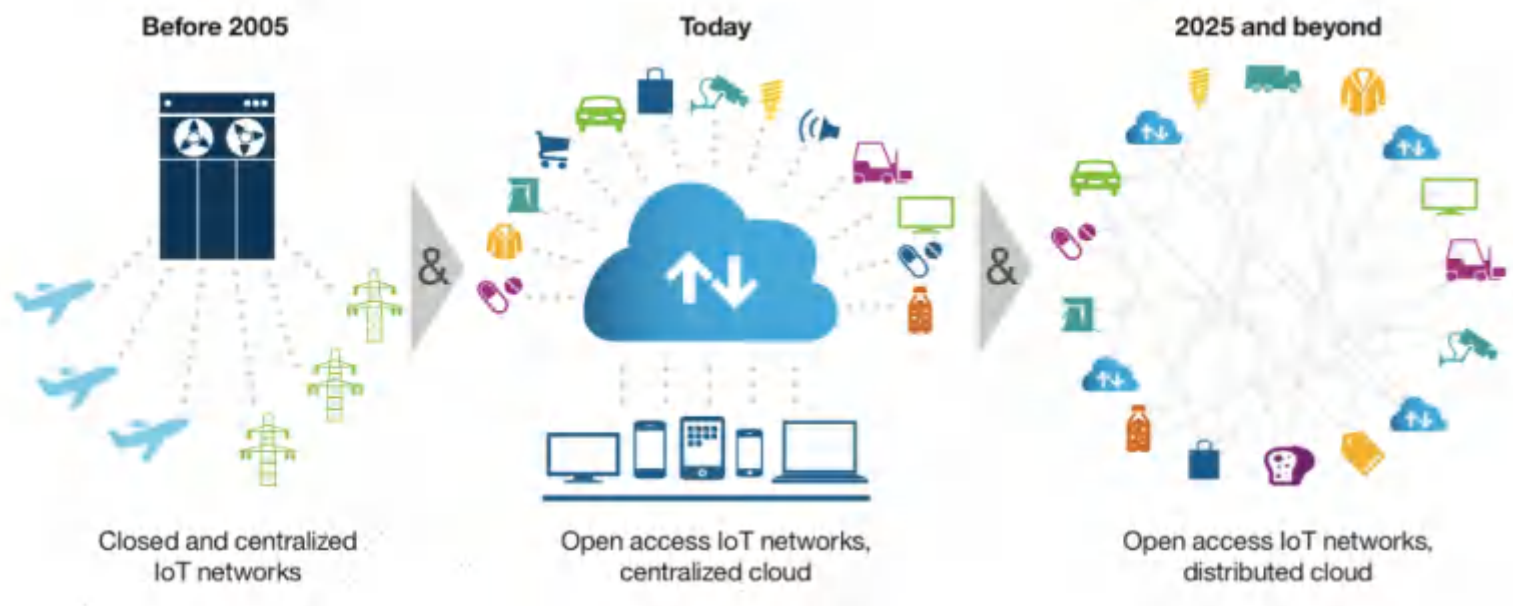 Before 2005
Today
2025 and beyond
&
&
Closed and centralized
IoT networks
Open access IoT networks,
centralized cloud
Open access IoT networks,
distributed cloud